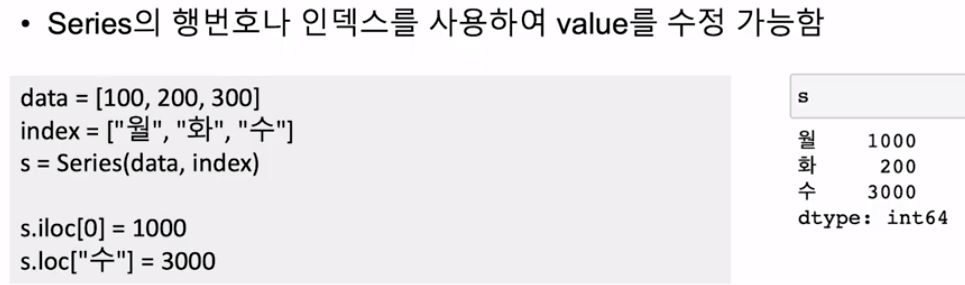 • Series의 행번호나 인덱스를 사용하여 value를 수정 가능함
data = [100, 200, 300]
index = ["월", "화", "수"]
s = Series(data, index)
s.iloc[0] = 1000
s.loc["수"] = 3000
s
월 1000
화 200
수 3000
dtype: int64